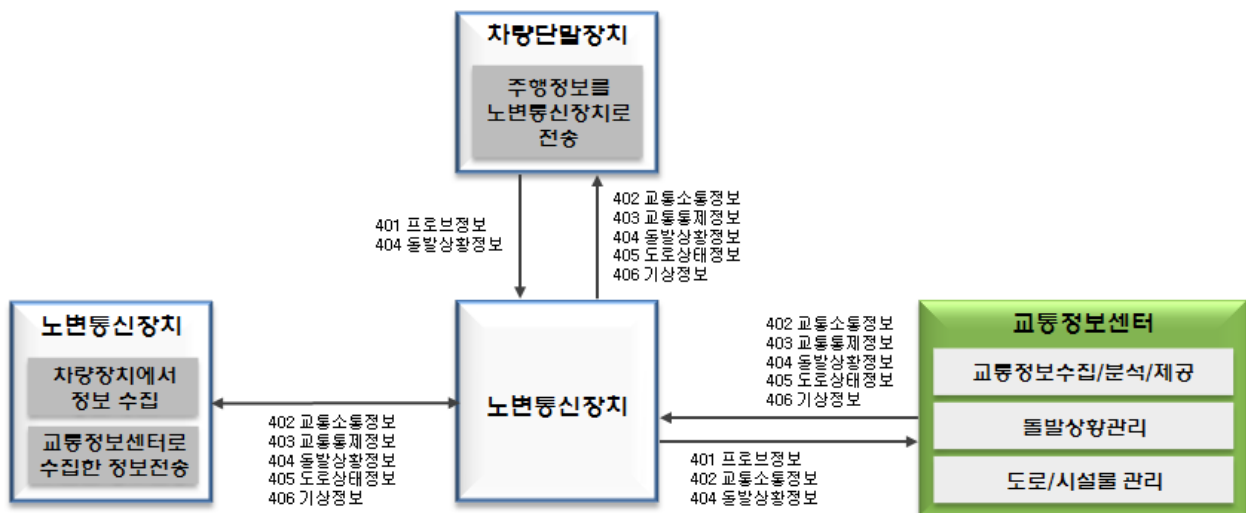 차량단말장치
주행정보를
노변통신장치로
전송
401 프로브정보
404 돌발상황정보
402 교통소통정보
403 교통통제정보
404 돌발상황정보
405 도로상태정보
406 기상정보
노변통신장치
차량장치에서
정보 수집
교통정보센터로
수집한 정보전송
402 교통소통정보
403 교통통제정보
404 돌발상황정보
405 도로상태정보
406 기상정보
노변통신장치
402 교통소통정보
403 교통통제정보
404 돌발상황정보
405 도로상태정보
406 기상정보
401 프로브정보
402 교통소통정보
404 돌발상황정보
교통정보센터
교통정보수집/분석/제공
돌발상황관리
도로/시설물 관리